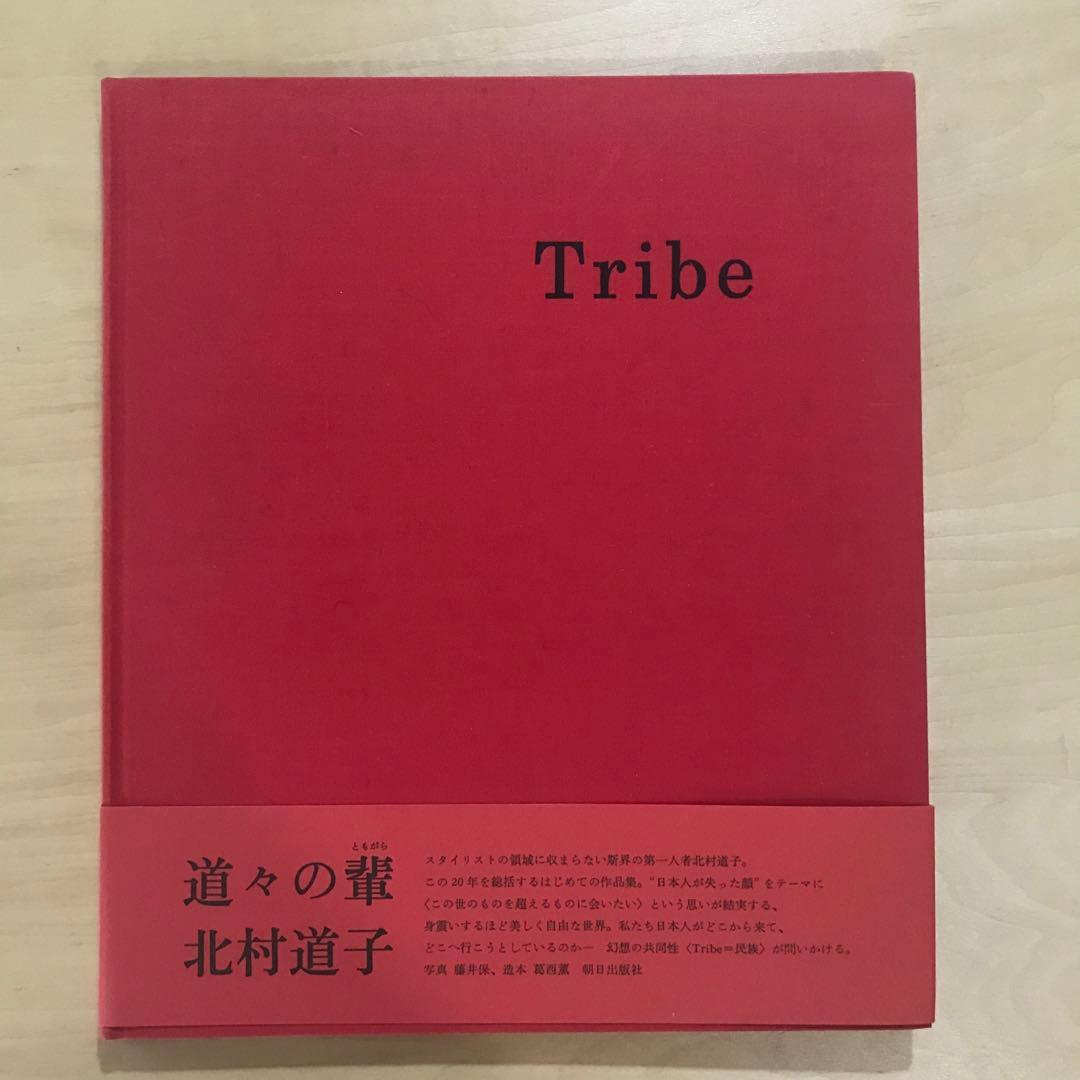 Tribe
ともがら
道々の輩
北村道子
スタイリストの領域に収まらない斯界の第一人者北村道子。
この20年を総括するはじめての作品集。“日本人が失った顔”をテーマに
〈この世のものを超えるものに会いたい〉という思いが結実する、
身震いするほど美しく自由な世界。私たち日本人がどこから来て、
どこへ行こうとしているのか― 幻想の共同性〈Tribe=民族〉が問いかける。
写真 藤井保、造本 葛西薫 朝日出版社